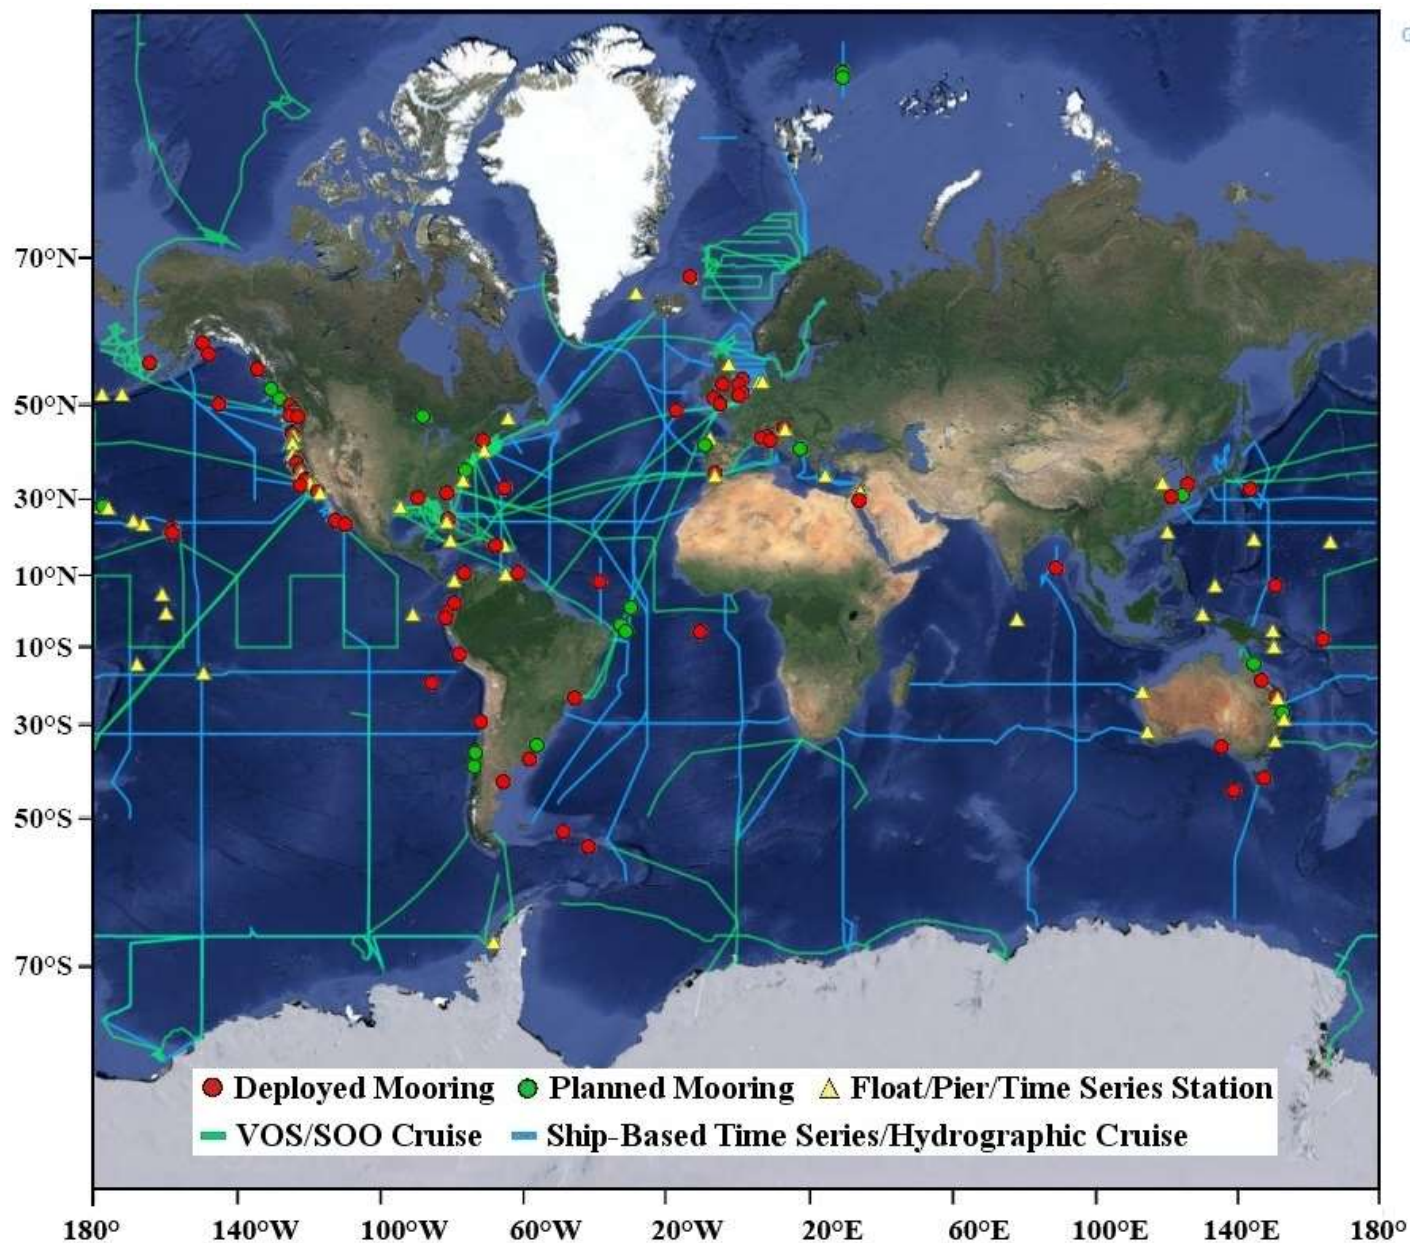 70°N
50°N
30°N
10°N
10°S
30°S
50°S
70°S
Deployed Mooring Planned Mooring Float/Pier/Time Series Station
VOS/SOO Cruise Ship-Based Time Series/Hydrographic Cruise
180° 140°W 100°W 60°W 20°W 20°E 60°E 100°E 140°E 180°